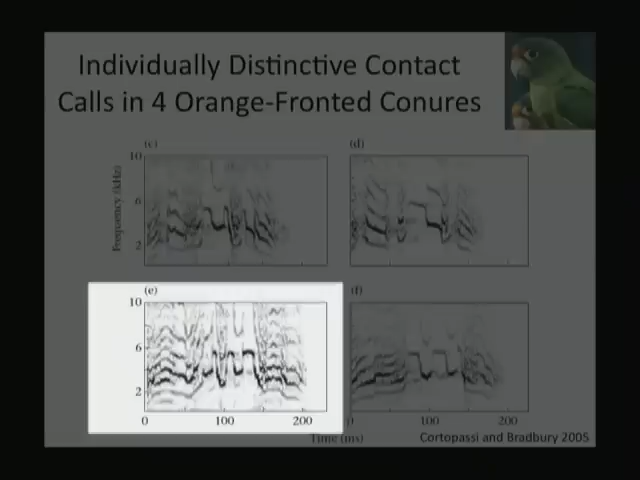 Individually Distinctive Contact
Calls in 4 Orange-Fronted Conures
(c)
(d)
10
6
2
Frequency (kHz)
(e)
(f)
10
6
2
0
100
200
0
100
200
Time (ms)
Cortopassi and Bradbury 2005